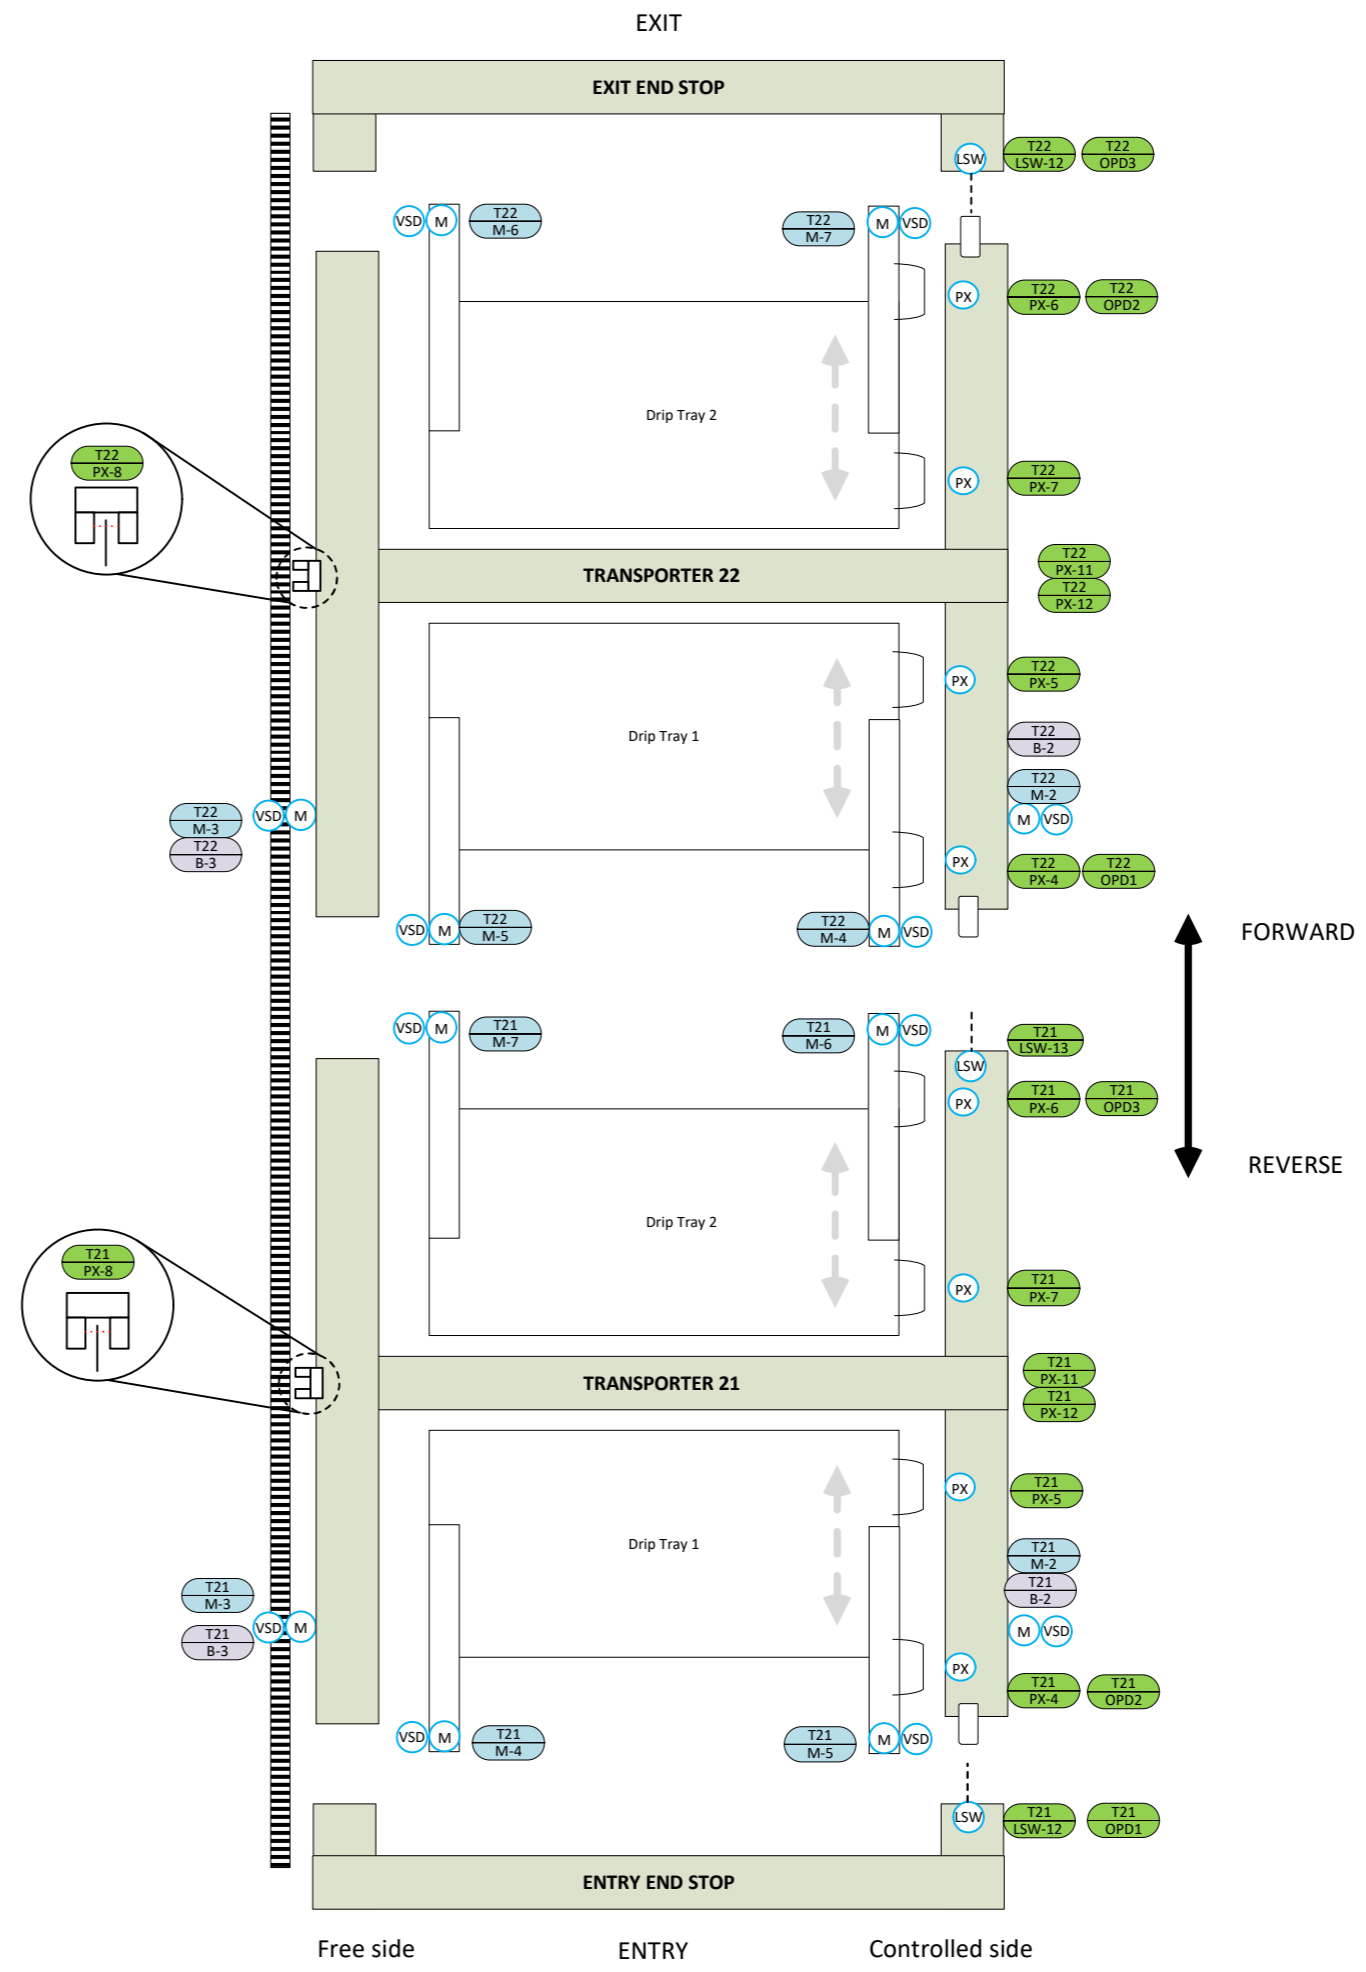 EXIT
EXIT END STOP
LSW
T22
LSW-12
T22
OPD3
VSD
M
T22
M-6
T22
M-7
M
VSD
PX
T22
PX-6
T22
OPD2
Drip Tray 2
T22
PX-8
PX
T22
PX-7
TRANSPORTER 22
T22
PX-11
T22
PX-12
PX
T22
PX-5
Drip Tray 1
T22
B-2
T22
M-2
M
VSD
T22
M-3
T22
B-3
VSD
M
PX
T22
PX-4
T22
OPD1
VSD
M
T22
M-5
T22
M-4
M
VSD
FORWARD
REVERSE
VSD
M
T21
M-7
T21
M-6
M
VSD
LSW
T21
LSW-13
PX
T21
PX-6
T21
OPD3
Drip Tray 2
T21
PX-8
PX
T21
PX-7
TRANSPORTER 21
T21
PX-11
T21
PX-12
PX
T21
PX-5
Drip Tray 1
T21
M-2
T21
B-2
M
VSD
T21
M-3
T21
B-3
VSD
M
PX
T21
PX-4
T21
OPD2
VSD
M
T21
M-4
T21
M-5
M
VSD
LSW
T21
LSW-12
T21
OPD1
ENTRY END STOP
Free side
ENTRY
Controlled side